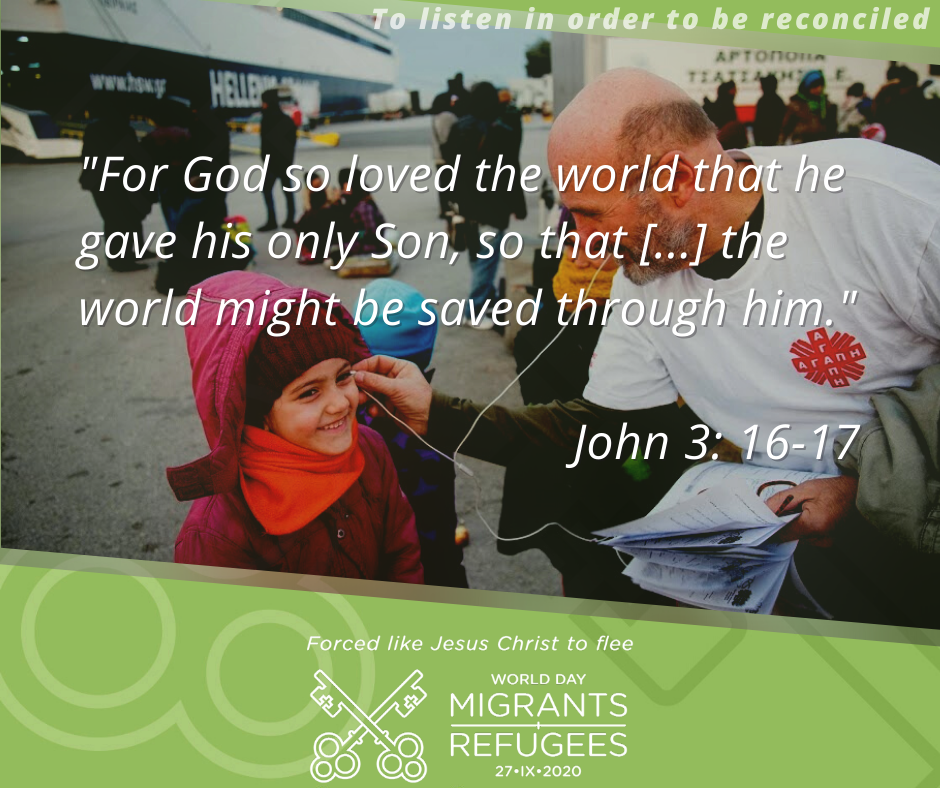 To listen in order to be reconciled
www.hsw.gr
ΑΡΤΟΠΟΙΙΑ
"For God so loved the world that he
gave his only Son, so that [...] the
world might be saved through him."
ΑΓΑΠΗ
John 3: 16-17
Forced like Jesus Christ to flee
WORLD DAY
MIGRANTS
REFUGEES
27•IX•2020